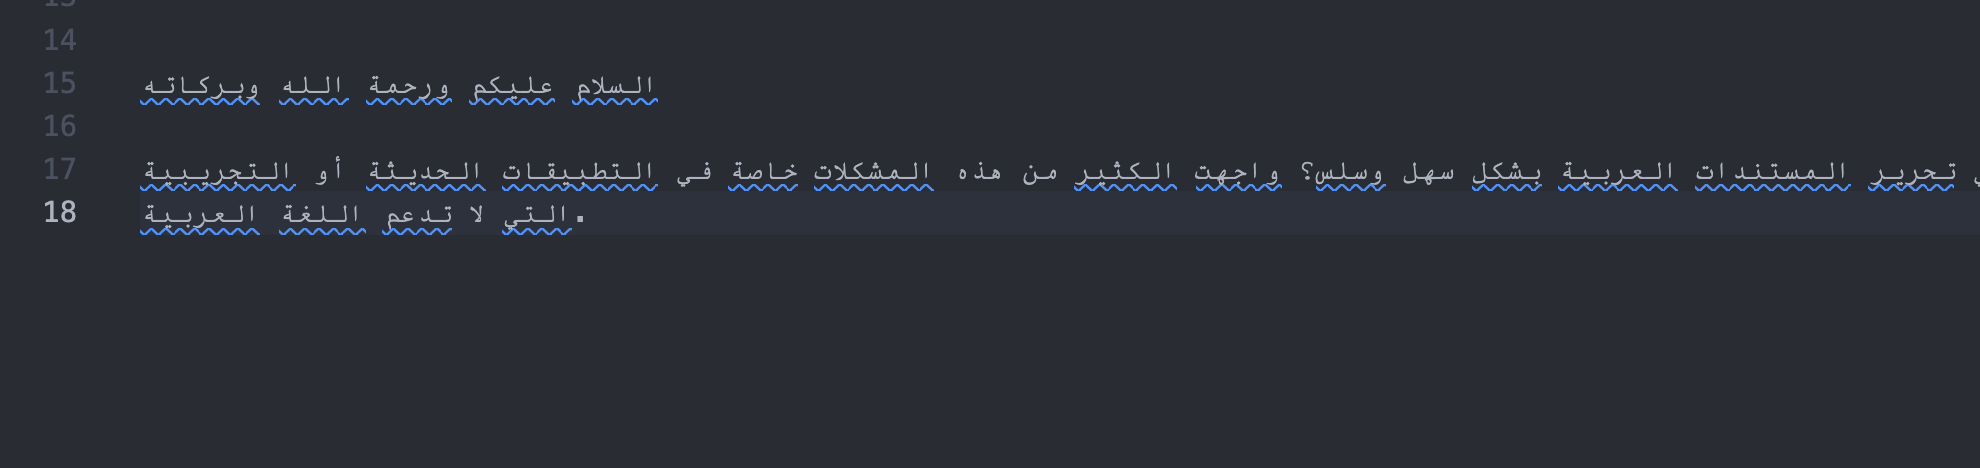 14
15 السلام عليكم ورحمة الله وبركاته
16
17 تحرير المستندات العربية بشكل سهل وسلس؟ واجهت الكثير من هذه المشكلات خاصة في التطبيقات الحديثة أو التجريبية
18 التي لا تدعم اللغة العربية.